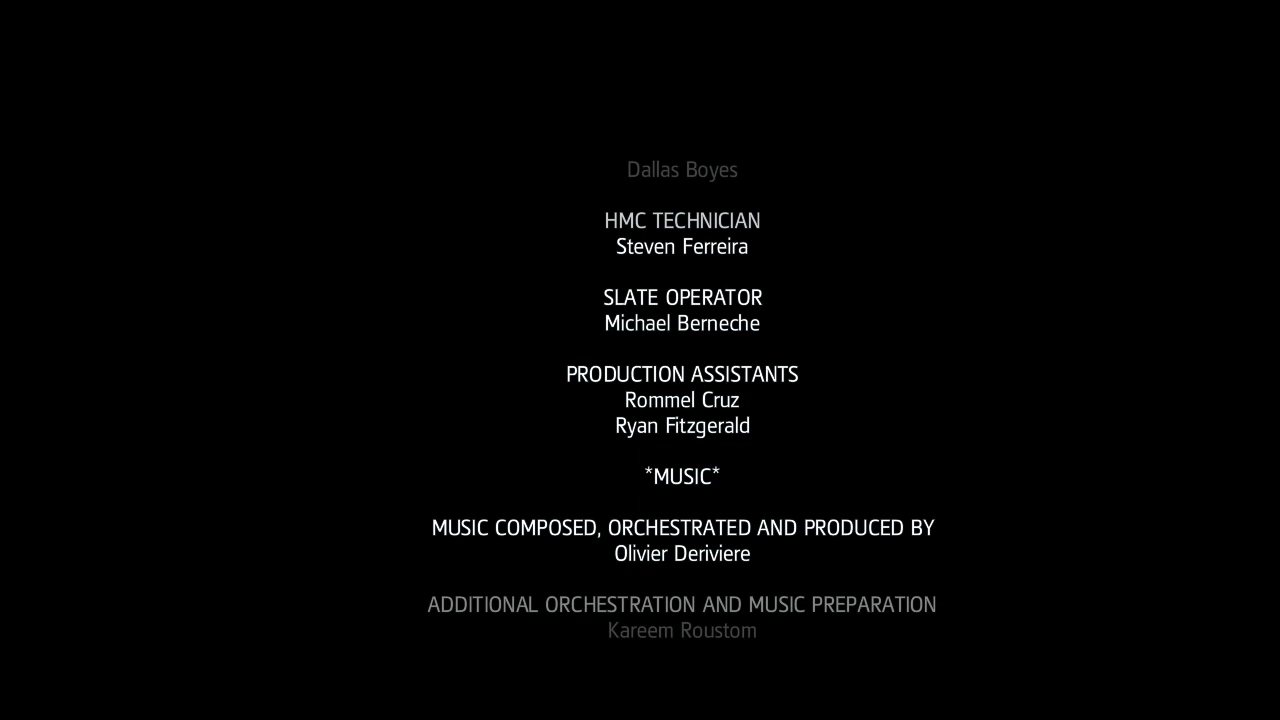 Dallas Boyes
HMC TECHNICIAN
Steven Ferreira
SLATE OPERATOR
Michael Berneche
PRODUCTION ASSISTANTS
Rommel Cruz
Ryan Fitzgerald
*MUSIC*
MUSIC COMPOSED, ORCHESTRATED AND PRODUCED BY
Olivier Deriviere
ADDITIONAL ORCHESTRATION AND MUSIC PREPARATION
Kareem Roustom